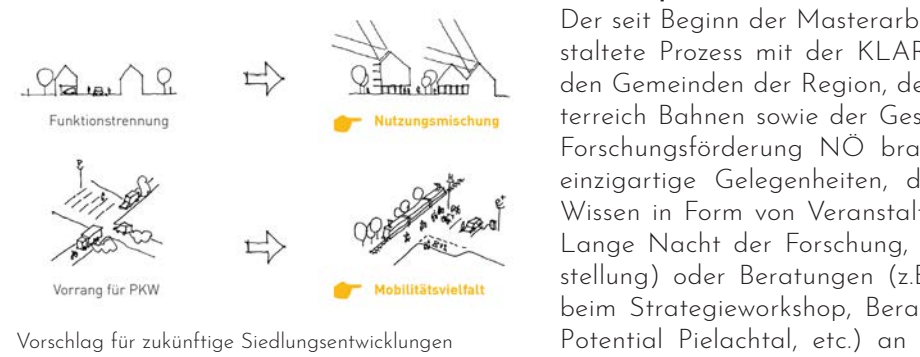 Funktionstrennung
Nutzungsmischung
P
Vorrang für PKW
Mobilitätsvielfalt
Vorschlag für zukünftige Siedlungsentwicklungen
Der seit Beginn der Masterarb
staltete Prozess mit der KLAR
den Gemeinden der Region, de
terreich Bahnen sowie der Ges
Forschungsförderung NÖ bra
einzigartige Gelegenheiten, d
Wissen in Form von Veranstal
Lange Nacht der Forschung,
stellung) oder Beratungen (z.B
beim Strategieworkshop, Bera
Potential Pielachtal, etc.) an